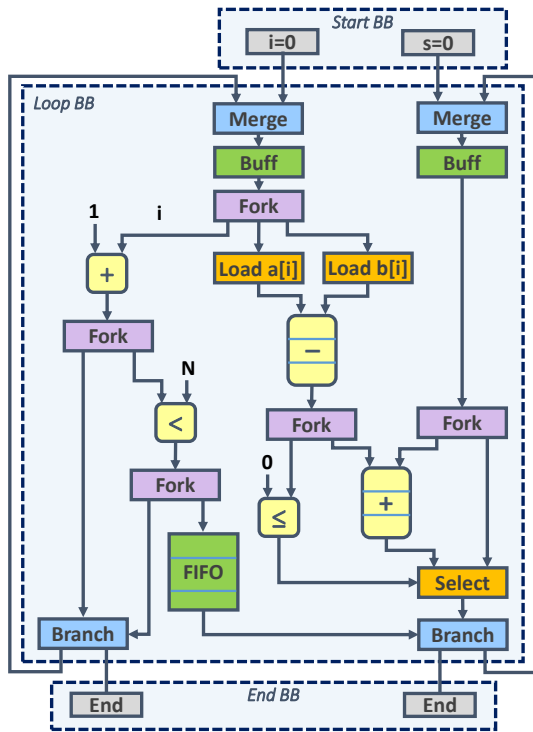 Start BB
i=0
s=0
Loop BB
Merge
Merge
Buff
Buff
Fork
1
i
+
Load a[i]
Load b[i]
Fork
−
N
<
Fork
Fork
0
Fork
≤
+
FIFO
Select
Branch
Branch
End
End BB
End